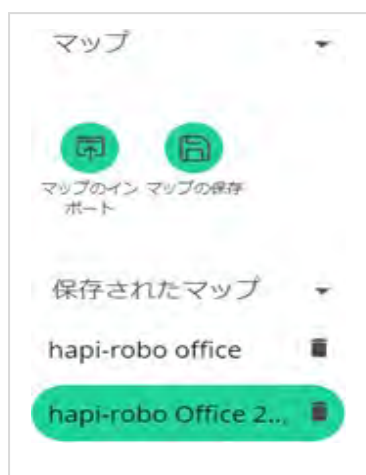 マップ
マップのイン マップの保存
ポート
保存されたマップ
hapi-robo office
hapi-robo Office 2...